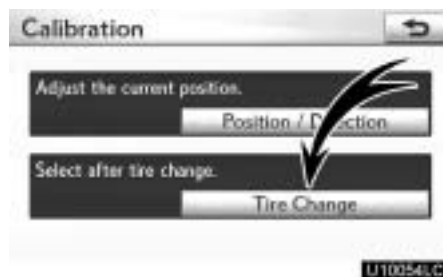 Calibration
Adjust the current position.
Position / Direction
Select after tire change.
Tire Change
U10054LC